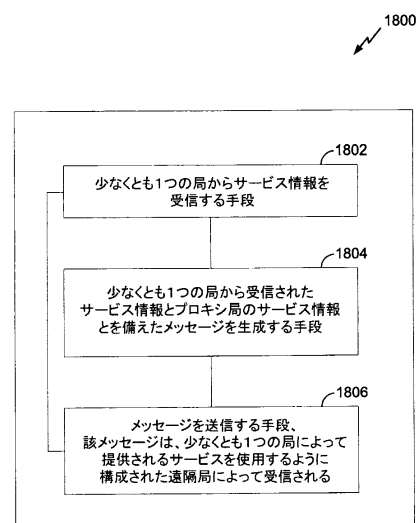 1800
1802
少なくとも1つの局からサービス情報を
受信する手段
1804
少なくとも1つの局から受信された
サービス情報とプロキシ局のサービス情報
とを備えたメッセージを生成する手段
1806
メッセージを送信する手段、
該メッセージは、少なくとも1つの局によって
提供されるサービスを使用するように
構成された遠隔局によって受信される